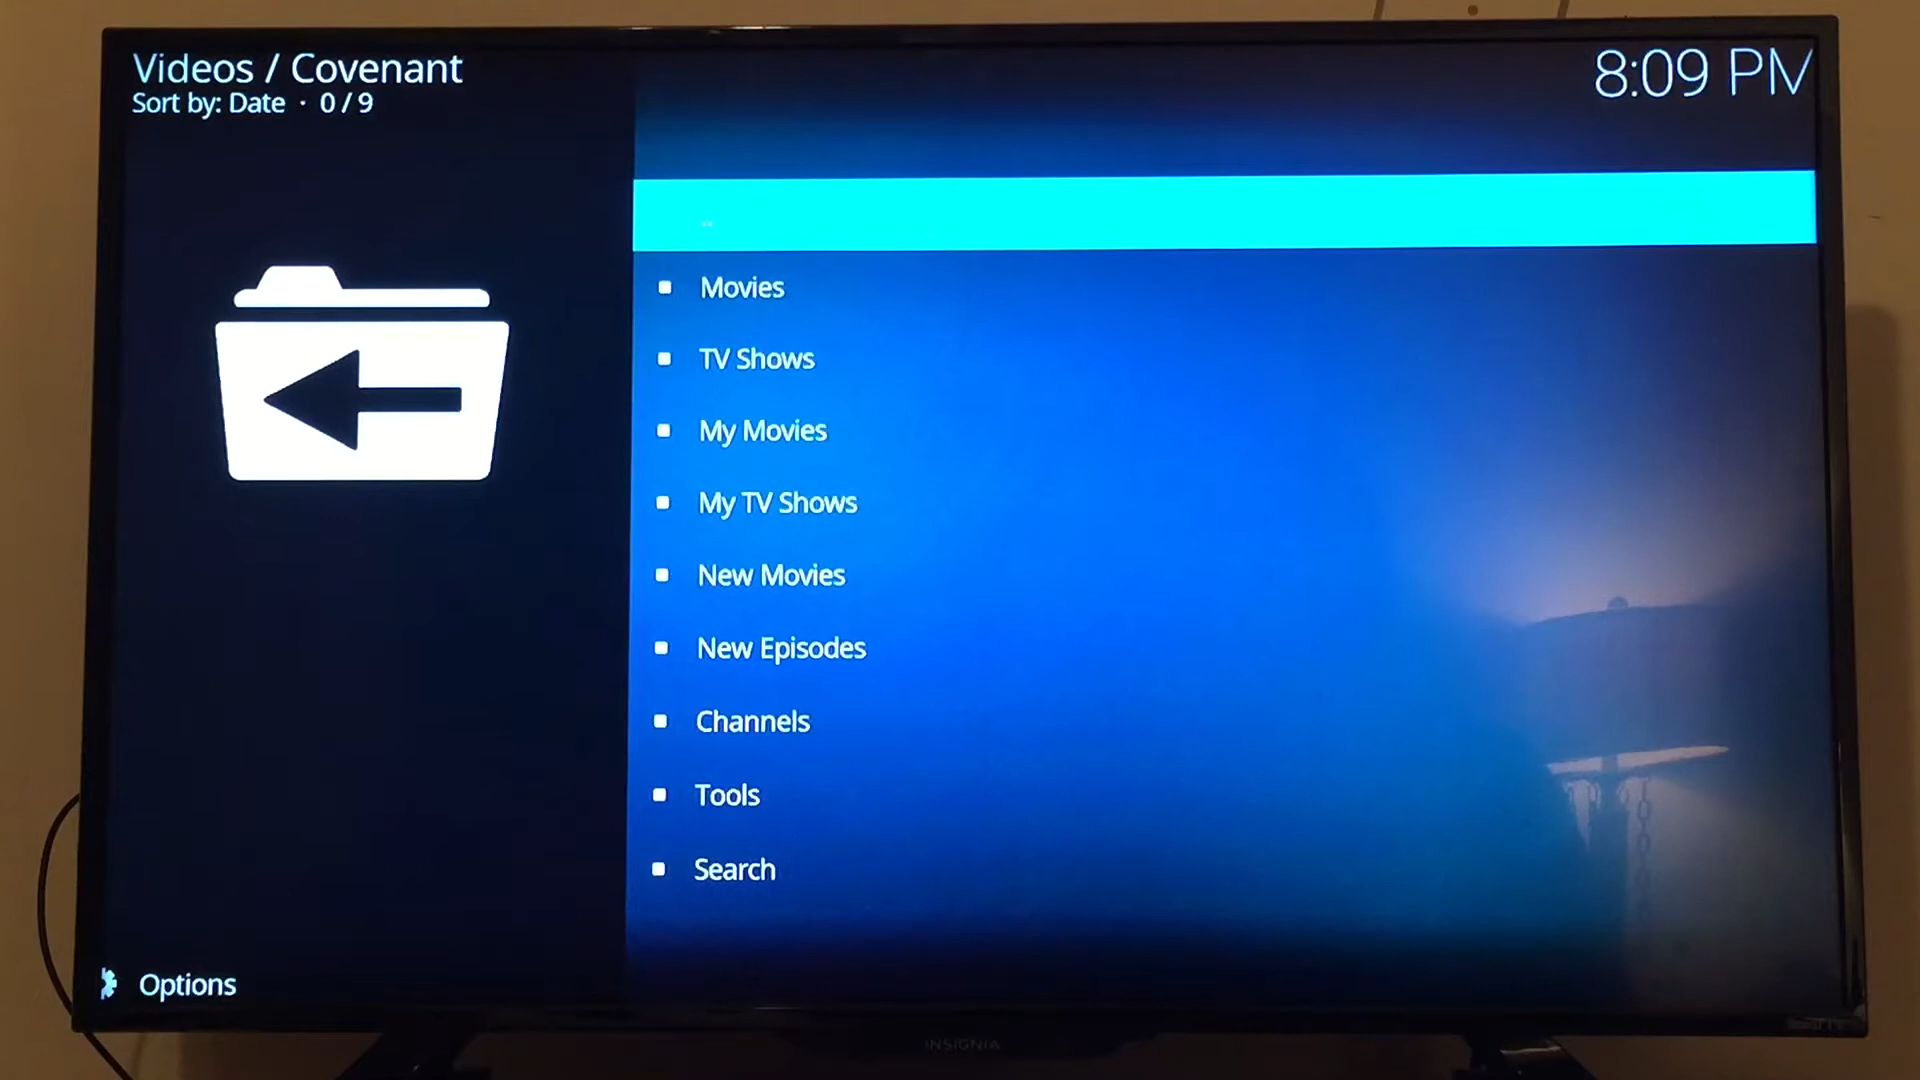 Videos / Covenant
Sort by: Date · 0 / 9
8:09 PM
..
Movies
TV Shows
My Movies
My TV Shows
New Movies
New Episodes
Channels
Tools
Search
Options
INSIGNIA